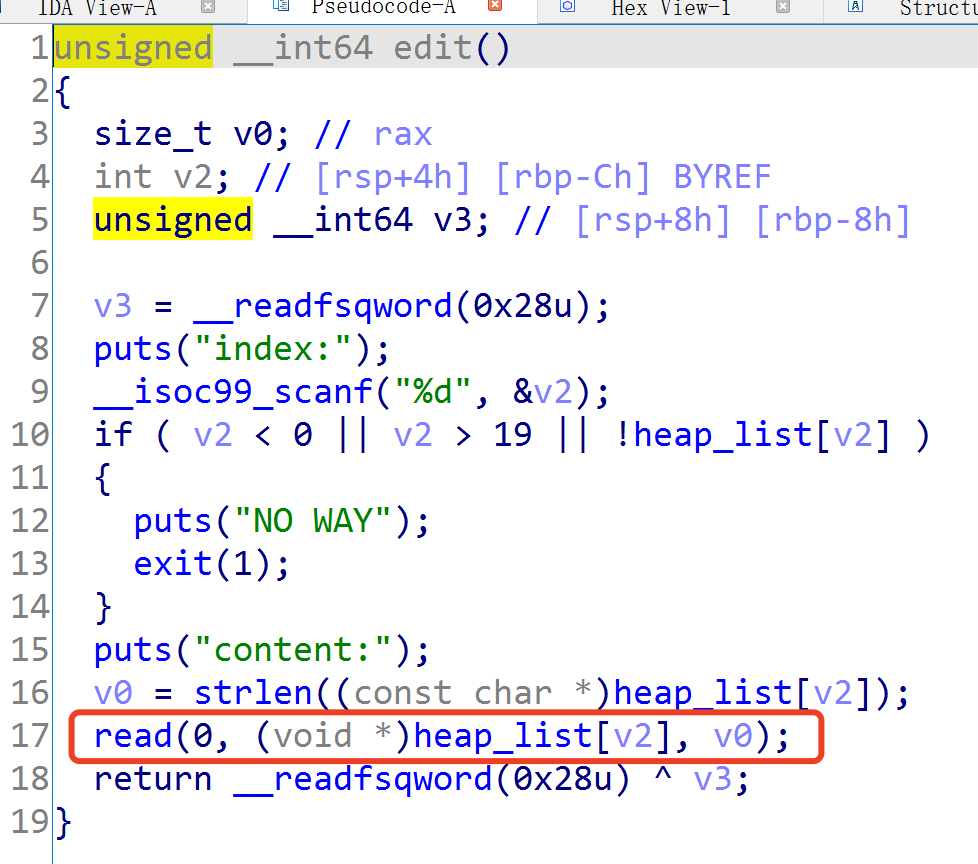 IDA View-A Pseudocode-A Hex View-1
1 unsigned __int64 edit()
2 {
3 size_t v0; // rax
4 int v2; // [rsp+4h] [rbp-Ch] BYREF
5 unsigned __int64 v3; // [rsp+8h] [rbp-8h]
6
7 v3 = __readfsqword(0x28u);
8 puts("index:");
9 __isoc99_scanf("%d", &v2);
10 if ( v2 < 0 || v2 > 19 || !heap_list[v2] )
11 {
12 puts("NO WAY");
13 exit(1);
14 }
15 puts("content:");
16 v0 = strlen((const char *)heap_list[v2]);
17 read(0, (void *)heap_list[v2], v0);
18 return __readfsqword(0x28u) ^ v3;
19 }